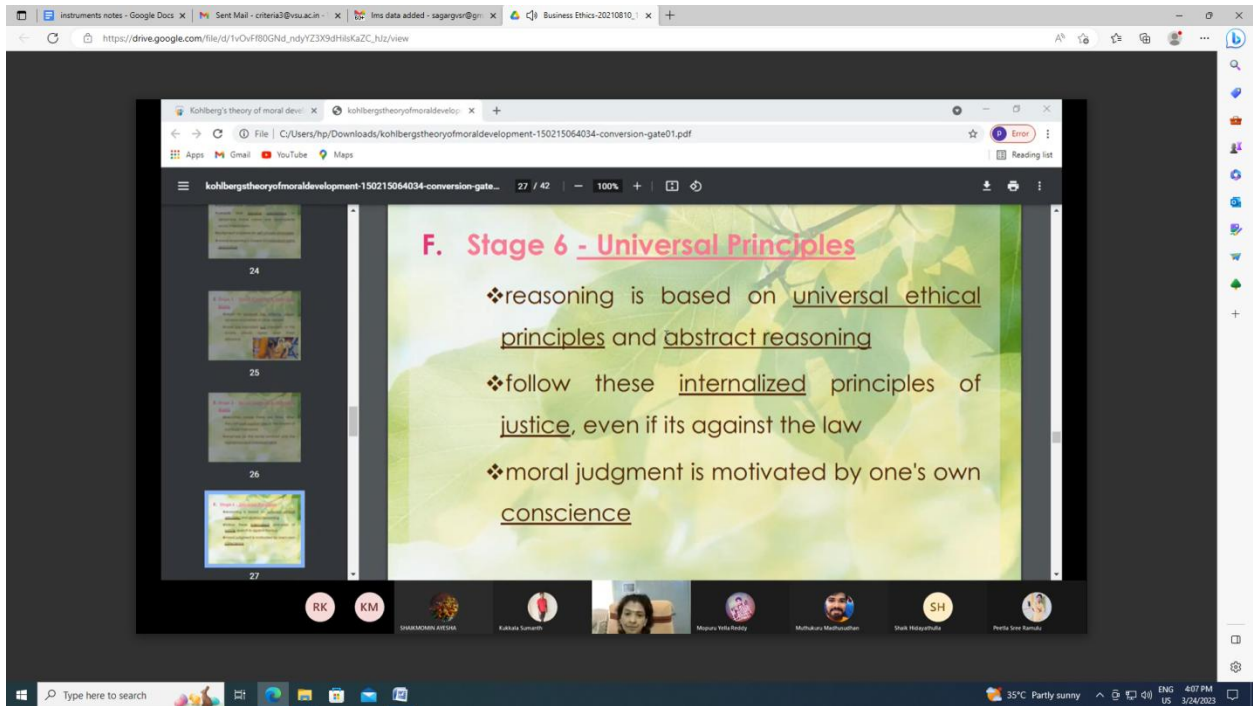 instruments notes - Google Docs
Sent Mail - criteria3@vsu.ac.in -
lms data added - sagargvsr@gm
Business Ethics-20210810_1
https://drive.google.com/file/d/1vOvFf80GNd_ndyYZ3X9dHilsKaZC_hJz/view
Kohlberg's theory of moral devel
kohlbergstheoryofmoraldevelop
File | C:/Users/hp/Downloads/kohlbergstheoryofmoraldevelopment-150215064034-conversion-gate01.pdf
Error
Apps Gmail YouTube Maps
Reading list
kohlbergstheoryofmoraldevelopment-150215064034-conversion-gate... 27 / 42 100%
24
25
26
27
F. Stage 6 - Universal Principles
❖reasoning is based on universal ethical
principles and abstract reasoning
❖follow these internalized principles of
justice, even if its against the law
❖moral judgment is motivated by one's own
conscience
RK KM SH
SHAIKMOMIN AYESHA Kukkala Sumanth Mopuru Yella Reddy Muthukuru Madhusudhan Shaik Hidayathulla Peetla Sree Ramulu
Type here to search
35°C Partly sunny
ENG 4:07 PM
US 3/24/2023